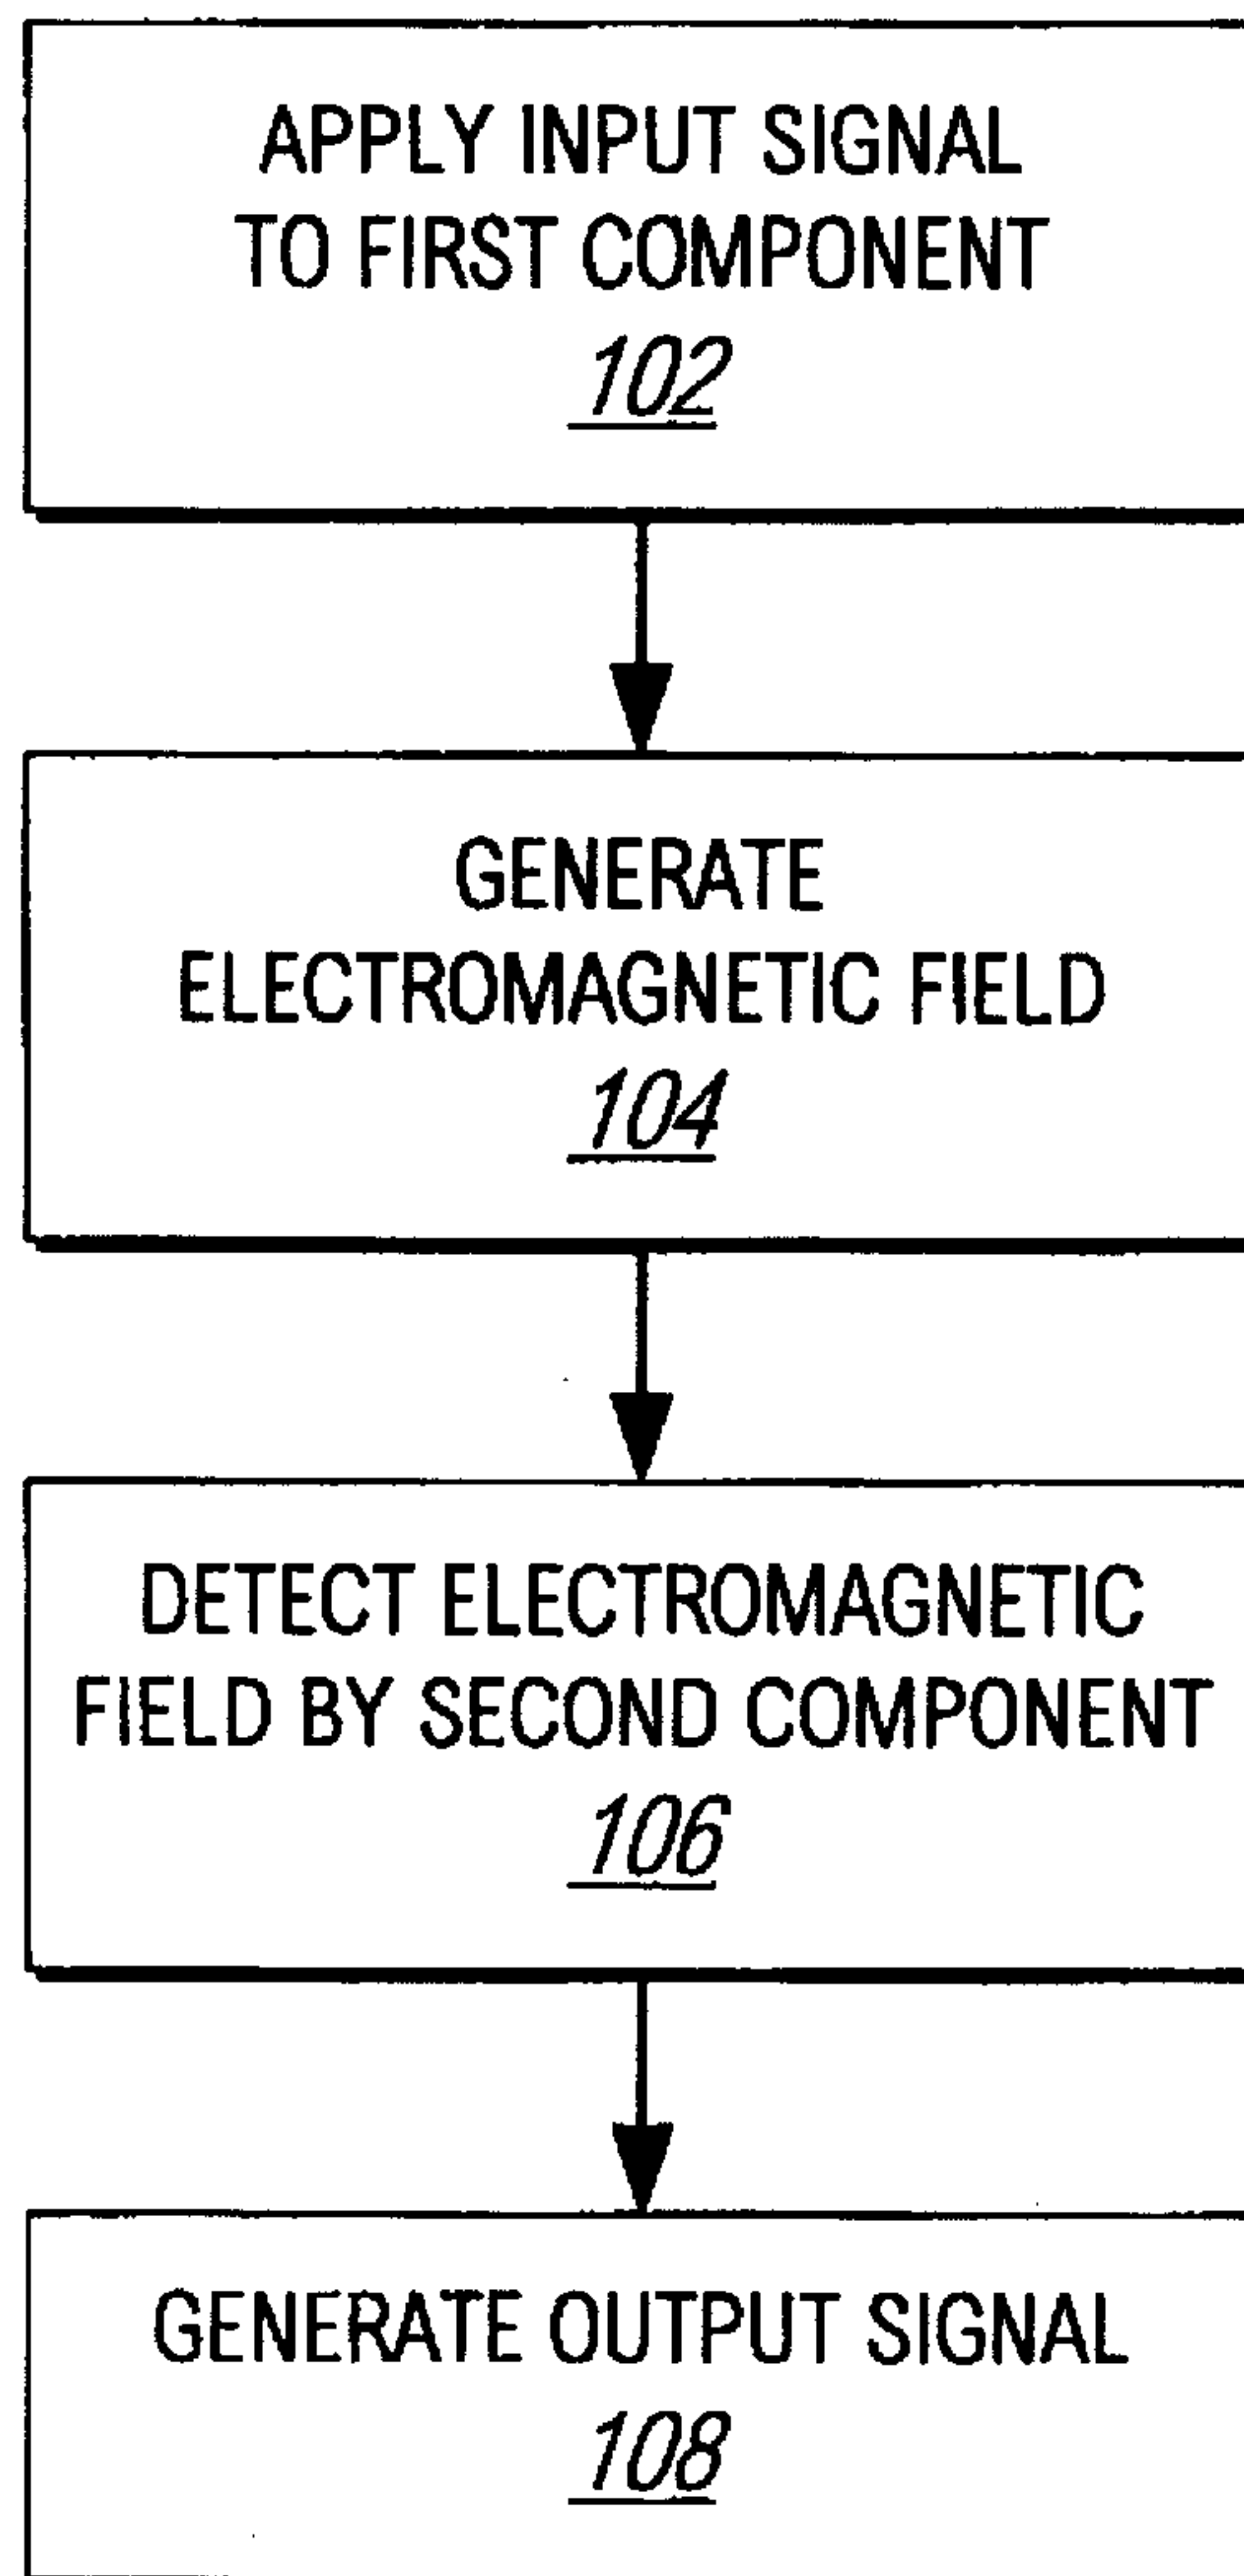 APPLY INPUT SIGNAL
TO FIRST COMPONENT
102
GENERATE
ELECTROMAGNETIC FIELD
104
DETECT ELECTROMAGNETIC
FIELD BY SECOND COMPONENT
106
GENERATE OUTPUT SIGNAL
108